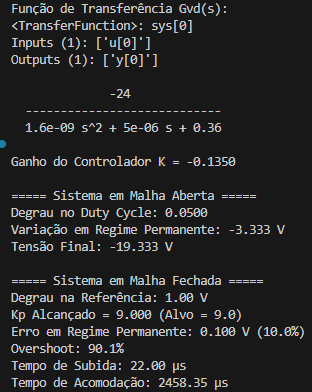 Função de Transferência Gvd(s):
<TransferFunction>: sys[0]
Inputs (1): ['u[0]']
Outputs (1): ['y[0]']
-24
----------------------------
1.6e-09 s^2 + 5e-06 s + 0.36
Ganho do Controlador K = -0.1350
===== Sistema em Malha Aberta =====
Degrau no Duty Cycle: 0.0500
Variação em Regime Permanente: -3.333 V
Tensão Final: -19.333 V
===== Sistema em Malha Fechada =====
Degrau na Referência: 1.00 V
Kp Alcançado = 9.000 (Alvo = 9.0)
Erro em Regime Permanente: 0.100 V (10.0%)
Overshoot: 90.1%
Tempo de Subida: 22.00 µs
Tempo de Acomodação: 2458.35 µs